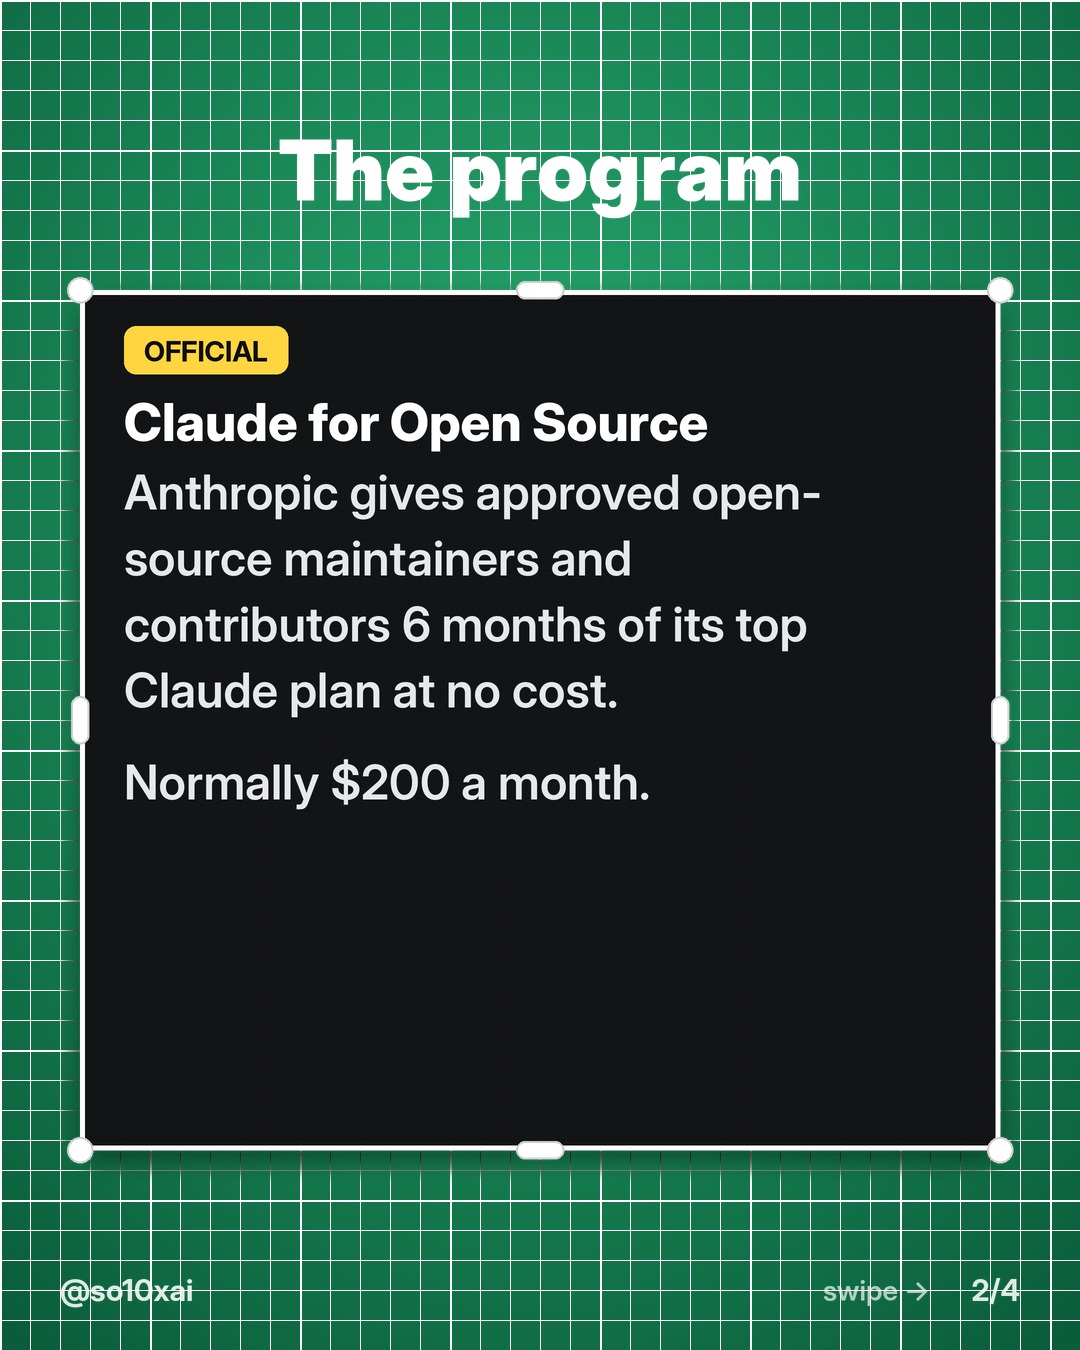 The program
OFFICIAL
Claude for Open Source
Anthropic gives approved open-
source maintainers and
contributors 6 months of its top
Claude plan at no cost.
Normally $200 a month.
@so10xai
swipe → 2/4